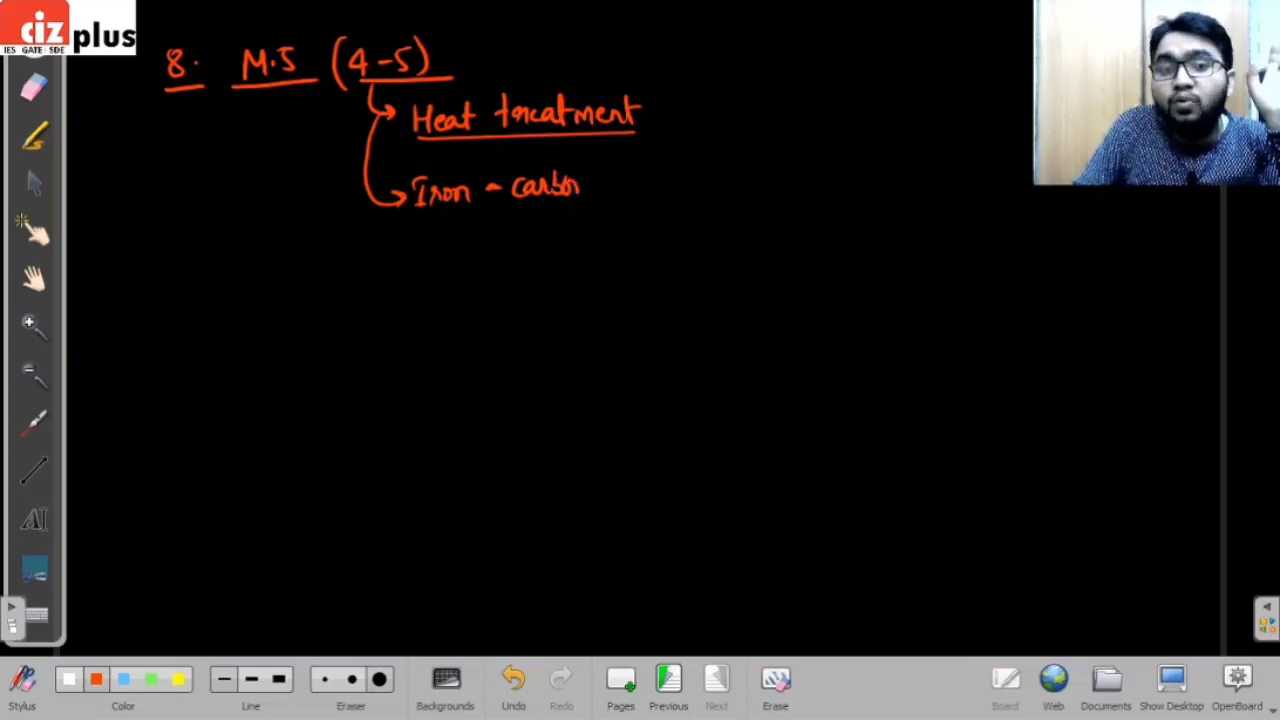 ciz plus
IES GATE SDE
8. M.S (4-5)
Heat treatment
Iron - carbon
AI
Stylus
Color
Line
Eraser
Backgrounds
Undo
Redo
Pages
Previous
Next
Erase
Board
Web
Documents
Show Desktop
OpenBoard